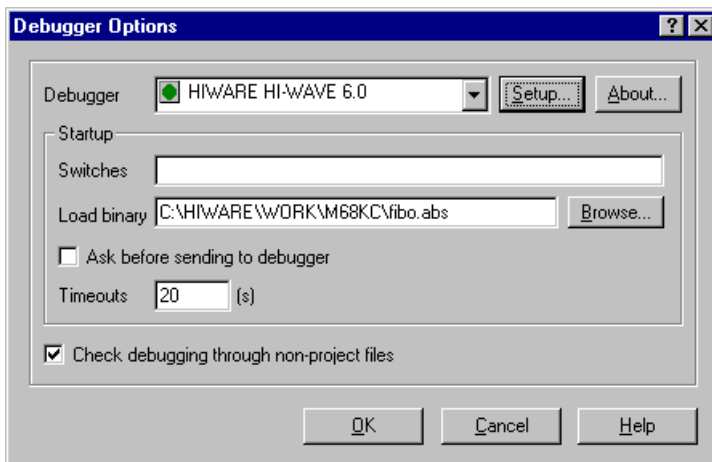 Debugger Options
Debugger HIWARE HI-WAVE 6.0 Setup... About...
Startup
Switches
Load binary C:\HIWARE\WORK\M68KC\fibo.abs Browse...
Ask before sending to debugger
Timeouts 20 (s)
Check debugging through non-project files
OK Cancel Help